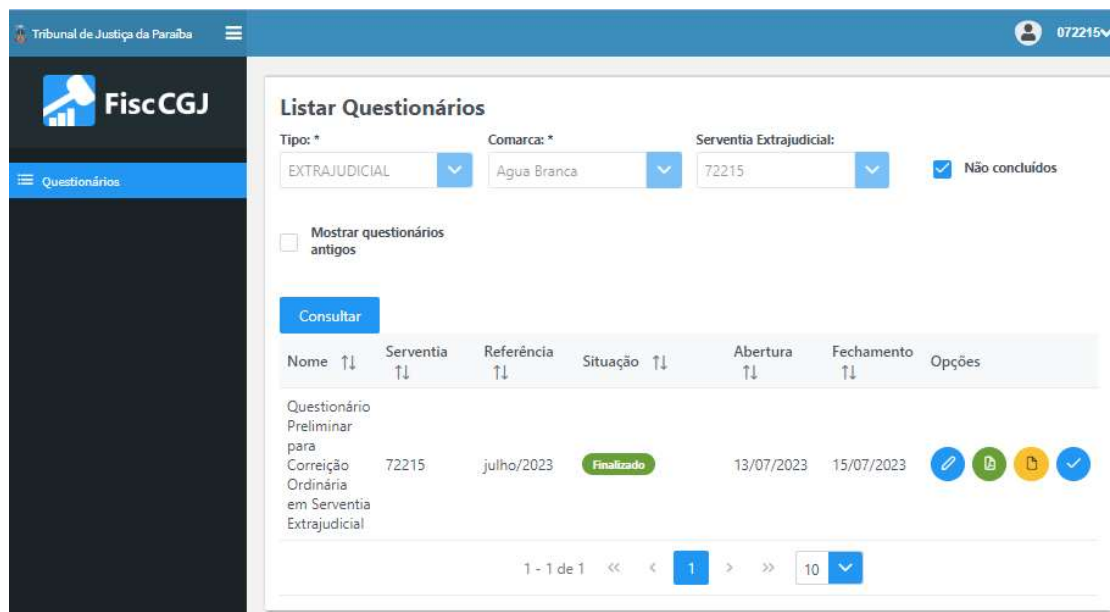 Tribunal de Justiça da Paraíba
072215
FiscCGJ
Questionários
Listar Questionários
Tipo: *
Comarca: *
Serventia Extrajudicial:
EXTRAJUDICIAL
Agua Branca
72215
Não concluídos
Mostrar questionários
antigos
Consultar
Nome
Serventia
Referência
Situação
Abertura
Fechamento
Opções
Questionário
Preliminar
para
Correição
Ordinária
em Serventia
Extrajudicial
72215
julho/2023
Finalizado
13/07/2023
15/07/2023
1 - 1 de 1 << < 1 > >> 10